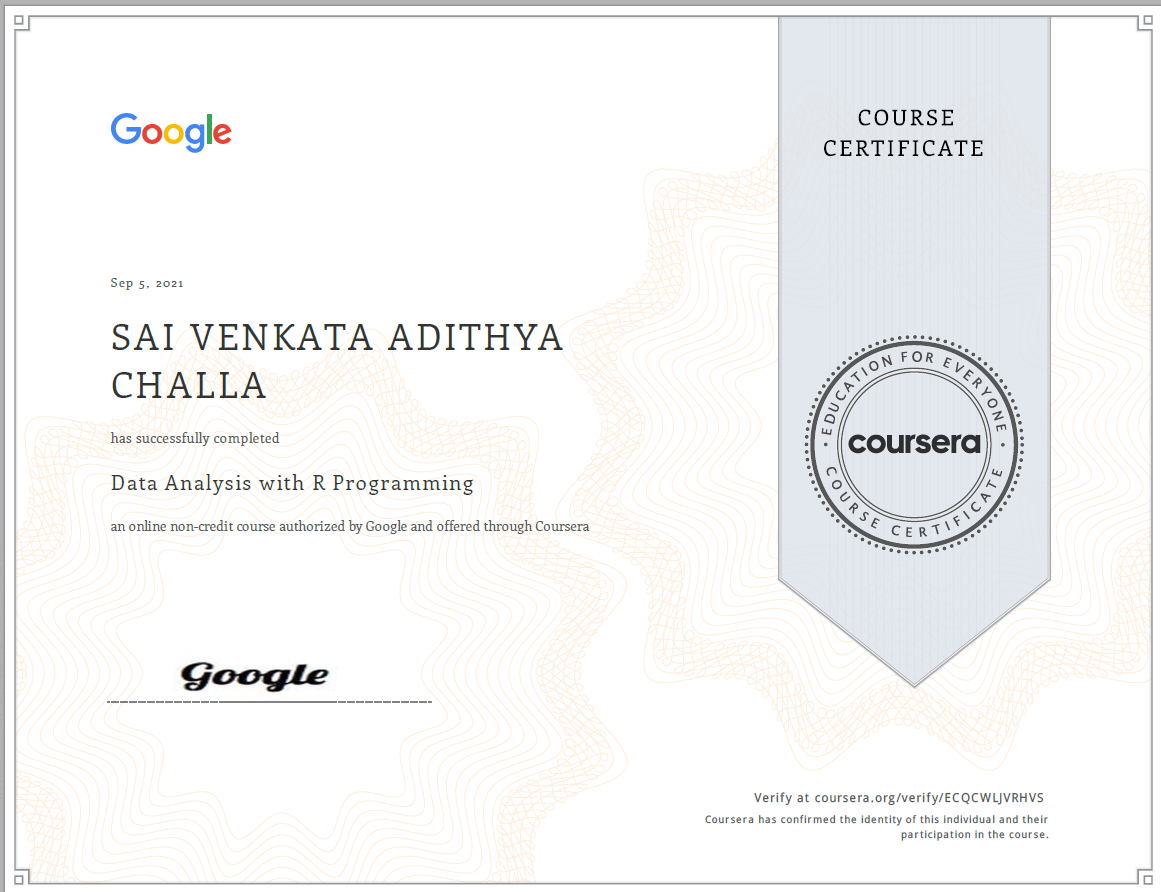 Google
COURSE
CERTIFICATE
Sep 5, 2021
SAI VENKATA ADITHYA
CHALLA
has successfully completed
Data Analysis with R Programming
an online non-credit course authorized by Google and offered through Coursera
EDUCATION FOR EVERYONE
coursera
COURSE CERTIFICATE
Google
Verify at coursera.org/verify/ECQCWLJVRHVS
Coursera has confirmed the identity of this individual and their
participation in the course.